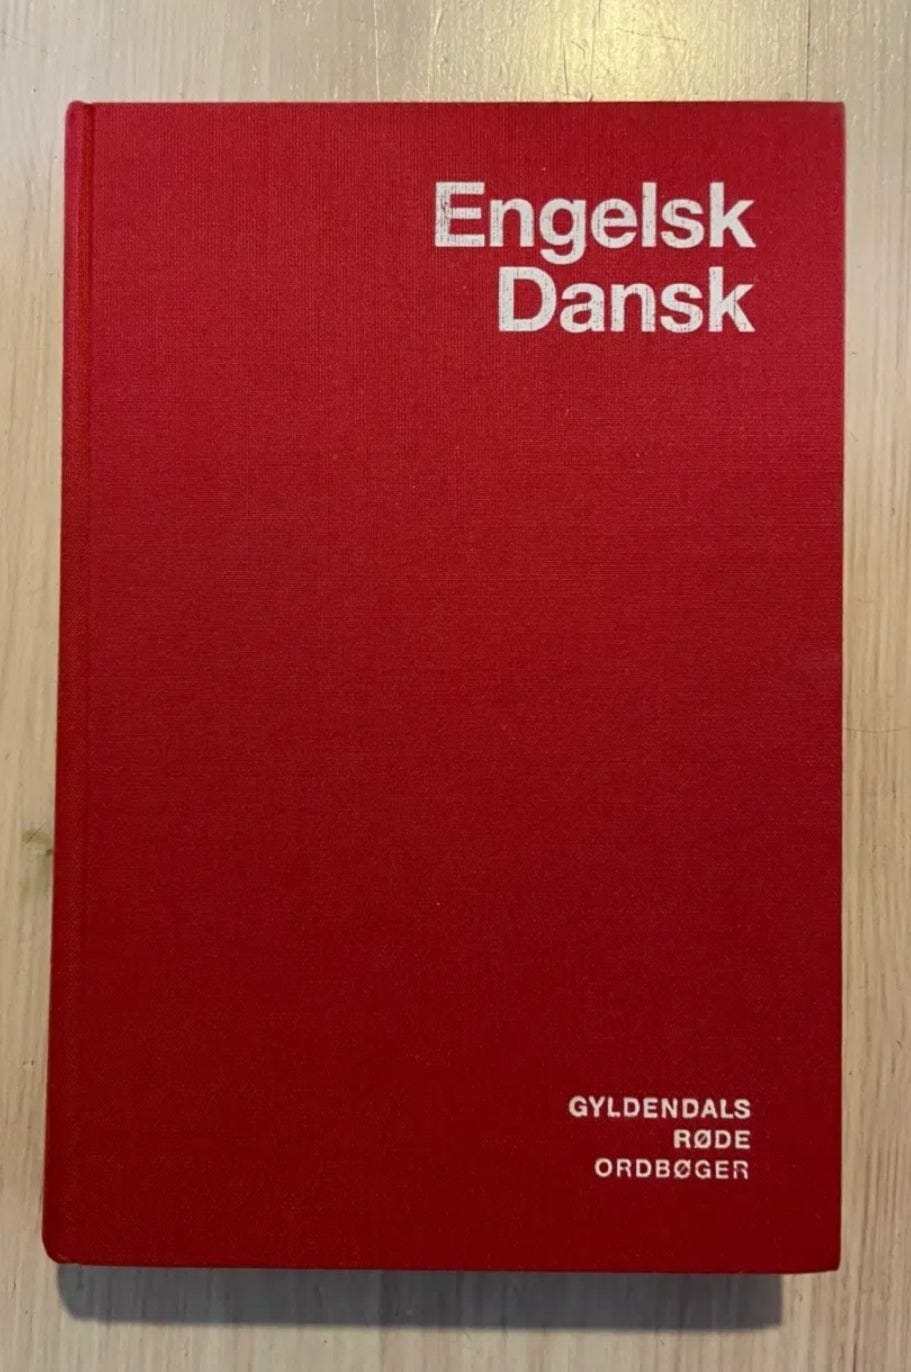 Engelsk
Dansk
GYLDENDALS
RØDE
ORDBØGER